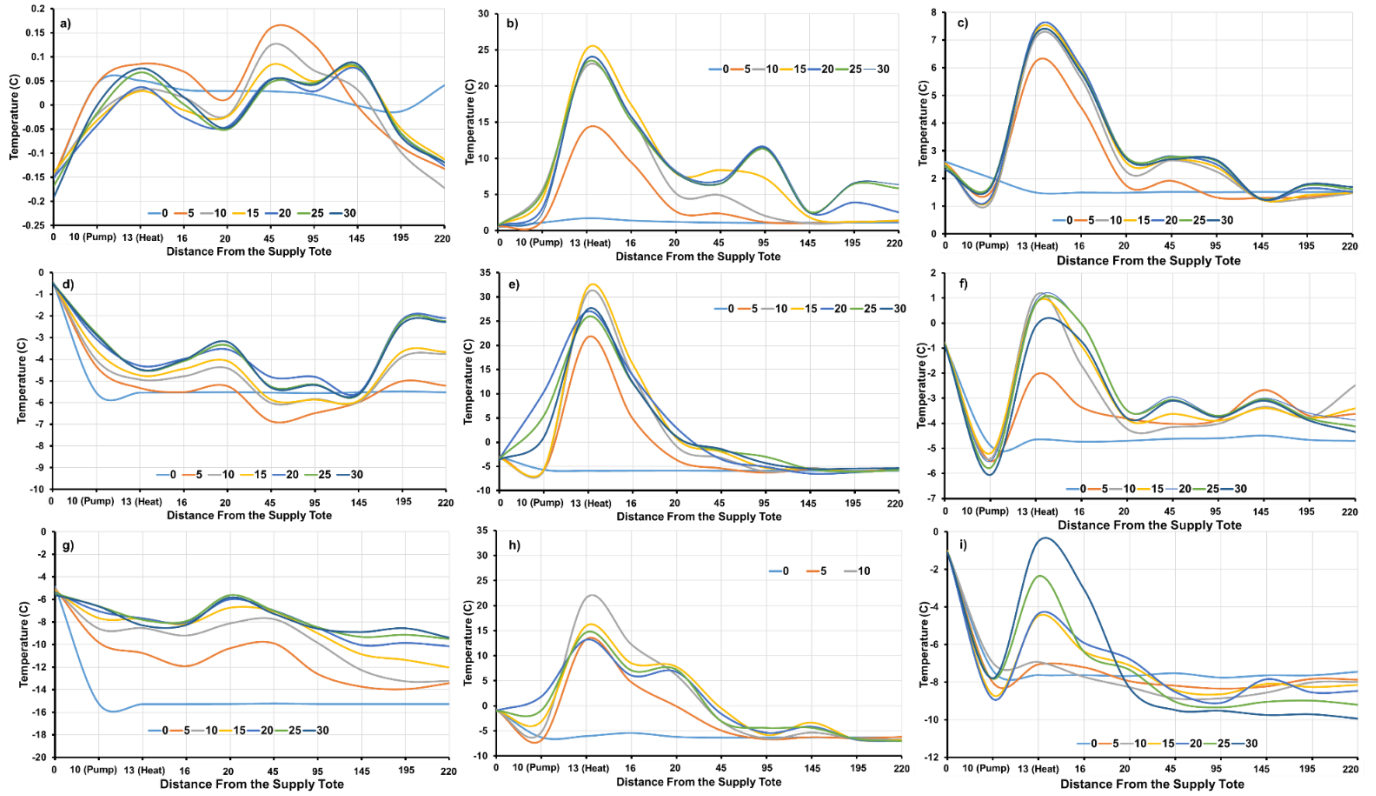 a)
Temperature (C)
0.2
0.15
0.1
0.05
0
-0.05
-0.1
-0.15
-0.2
-0.25
0 5 10 15 20 25 30
0 10 (Pump) 13 (Heat) 16 20 45 95 145 195 220
Distance From the Supply Tote
b)
Temperature (C)
30
25
20
15
10
5
0
0 5 10 15 20 25 30
0 10 (Pump) 13 (Heat) 16 20 45 95 145 195 220
Distance From the Supply Tote
c)
Temperature (C)
8
7
6
5
4
3
2
1
0
0 5 10 15 20 25 30
0 10 (Pump) 13 (Heat) 16 20 45 95 145 195 220
Distance From the Supply Tote
d)
Temperature (C)
0
-1
-2
-3
-4
-5
-6
-7
-8
-9
-10
0 5 10 15 20 25 30
0 10 (Pump) 13 (Heat) 16 20 45 95 145 195 220
Distance From the Supply Tote
e)
Temperature (C)
35
30
25
20
15
10
5
0
-5
-10
0 5 10 15 20 25 30
0 10 (Pump) 13 (Heat) 16 20 45 95 145 195 220
Distance From the Supply Tote
f)
Temperature (C)
2
1
0
-1
-2
-3
-4
-5
-6
-7
0 5 10 15 20 25 30
0 10 (Pump) 13 (Heat) 16 20 45 95 145 195 220
Distance From the Supply Tote
g)
Temperature (C)
0
-2
-4
-6
-8
-10
-12
-14
-16
-18
-20
0 5 10 15 20 25 30
0 10 (Pump) 13 (Heat) 16 20 45 95 145 195 220
Distance From the Supply Tote
h)
Temperature (C)
35
30
25
20
15
10
5
0
-5
-10
0 5 10
0 10 (Pump) 13 (Heat) 16 20 45 95 145 195 220
Distance From the Supply Tote
i)
Temperature (C)
0
-2
-4
-6
-8
-10
-12
0 5 10 15 20 25 30
0 10 (Pump) 13 (Heat) 16 20 45 95 145 195 220
Distance From the Supply Tote